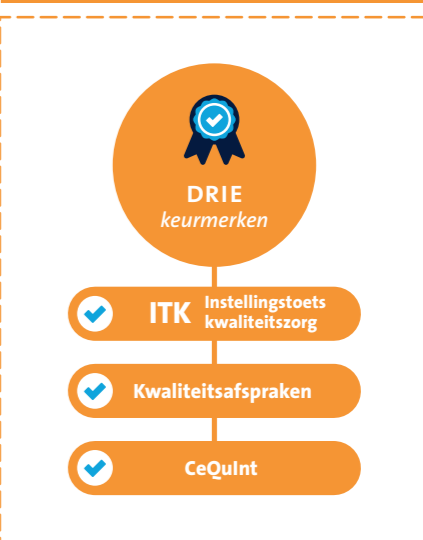 DRIE
keurmerken
ITK Instellingstoets
kwaliteitszorg
Kwaliteitsafspraken
CeQuInt